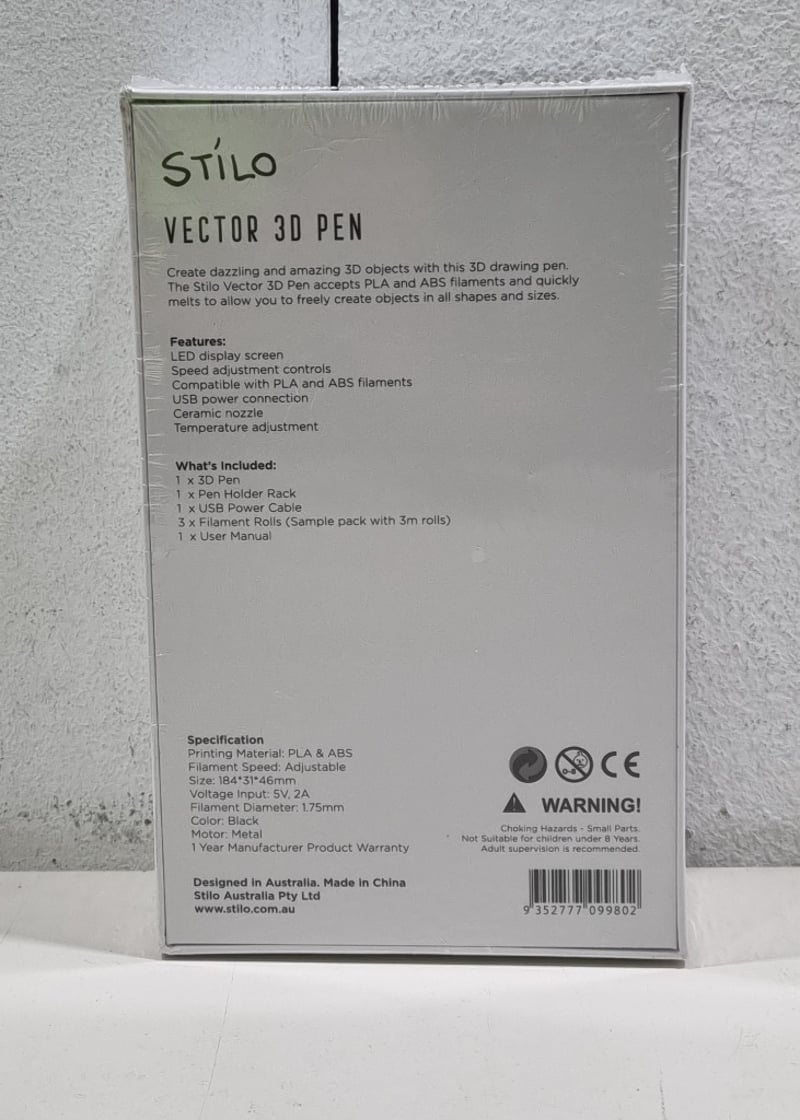 STÍLO
VECTOR 3D PEN
Create dazzling and amazing 3D objects with this 3D drawing pen.
The Stilo Vector 3D Pen accepts PLA and ABS filaments and quickly
melts to allow you to freely create objects in all shapes and sizes.
Features:
LED display screen
Speed adjustment controls
Compatible with PLA and ABS filaments
USB power connection
Ceramic nozzle
Temperature adjustment
What's Included:
1 x 3D Pen
1 x Pen Holder Rack
1 x USB Power Cable
3 x Filament Rolls (Sample pack with 3m rolls)
1 x User Manual
Specification
Printing Material: PLA & ABS
Filament Speed: Adjustable
Size: 184*31*46mm
Voltage Input: 5V, 2A
Filament Diameter: 1.75mm
Color: Black
Motor: Metal
1 Year Manufacturer Product Warranty
Designed in Australia. Made in China
Stilo Australia Pty Ltd
www.stilo.com.au
0-8 CE
WARNING!
Choking Hazards - Small Parts.
Not Suitable for children under 8 Years.
Adult supervision is recommended.
9 352777 099802